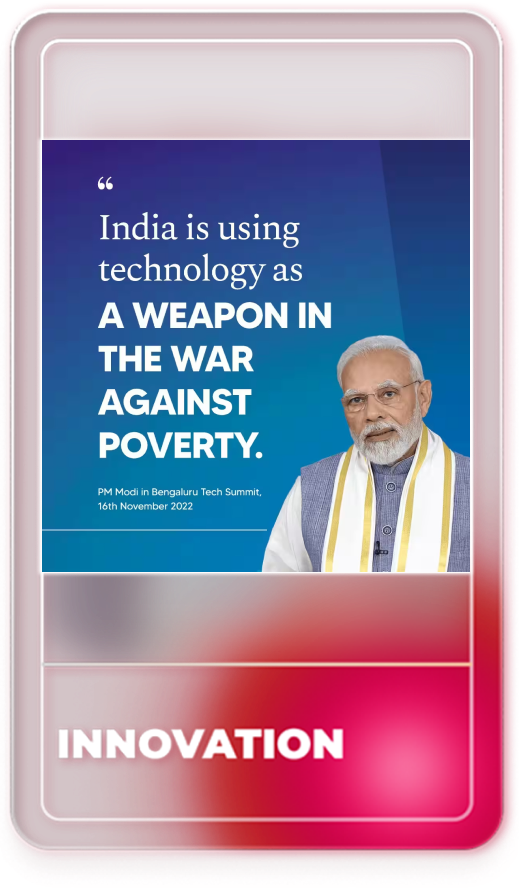 “
India is using
technology as
A WEAPON IN
THE WAR
AGAINST
POVERTY.
PM Modi in Bengaluru Tech Summit,
16th November 2022
INNOVATION